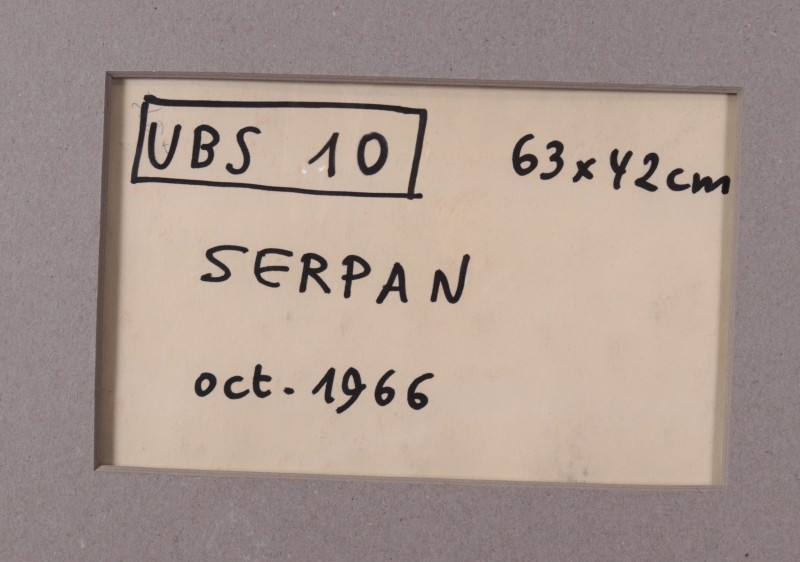 UBS 10 63x42cm
SERPAN
oct. 1966